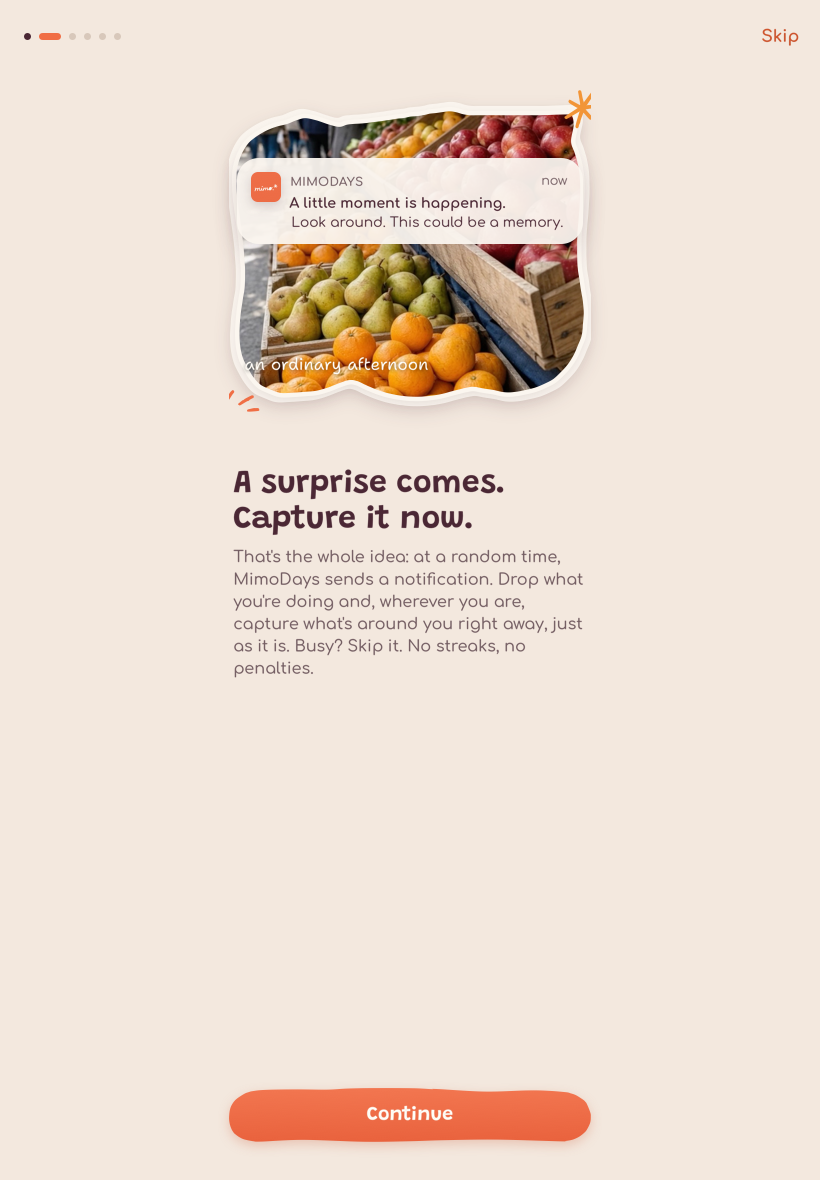 Skip
mimo
MIMODAYS
now
A little moment is happening.
Look around. This could be a memory.
an ordinary afternoon
A surprise comes.
Capture it now.
That's the whole idea: at a random time,
MimoDays sends a notification. Drop what
you're doing and, wherever you are,
capture what's around you right away, just
as it is. Busy? Skip it. No streaks, no
penalties.
Continue